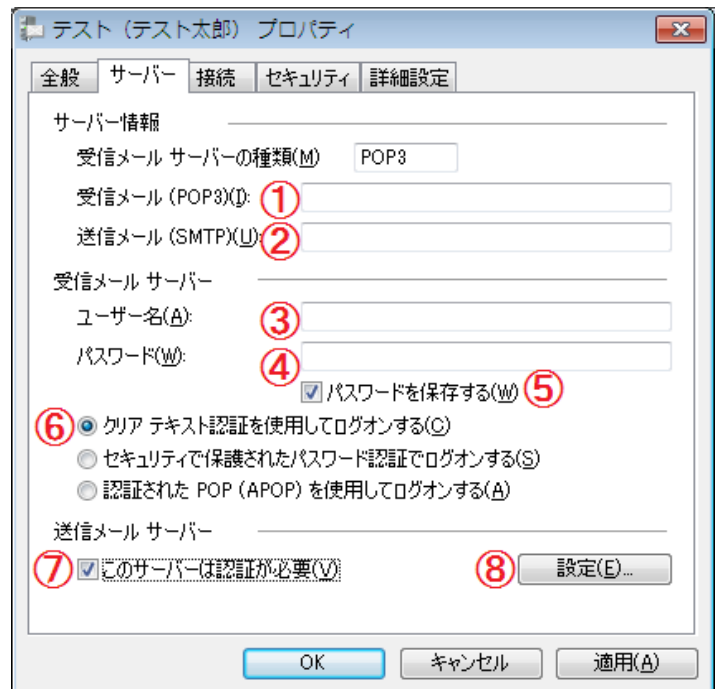 テスト（テスト太郎） プロパティ
全般 サーバー 接続 セキュリティ 詳細設定
サーバー情報
受信メール サーバーの種類(M) POP3
受信メール (POP3)(I): ①
送信メール (SMTP)(U): ②
受信メール サーバー
ユーザー名(A): ③
パスワード(W): ④
パスワードを保存する(W) ⑤
⑥ クリア テキスト認証を使用してログオンする(C)
セキュリティで保護されたパスワード認証でログオンする(S)
認証された POP (APOP) を使用してログオンする(A)
送信メール サーバー
⑦ このサーバーは認証が必要(V) ⑧ 設定(E)...
OK キャンセル 適用(A)